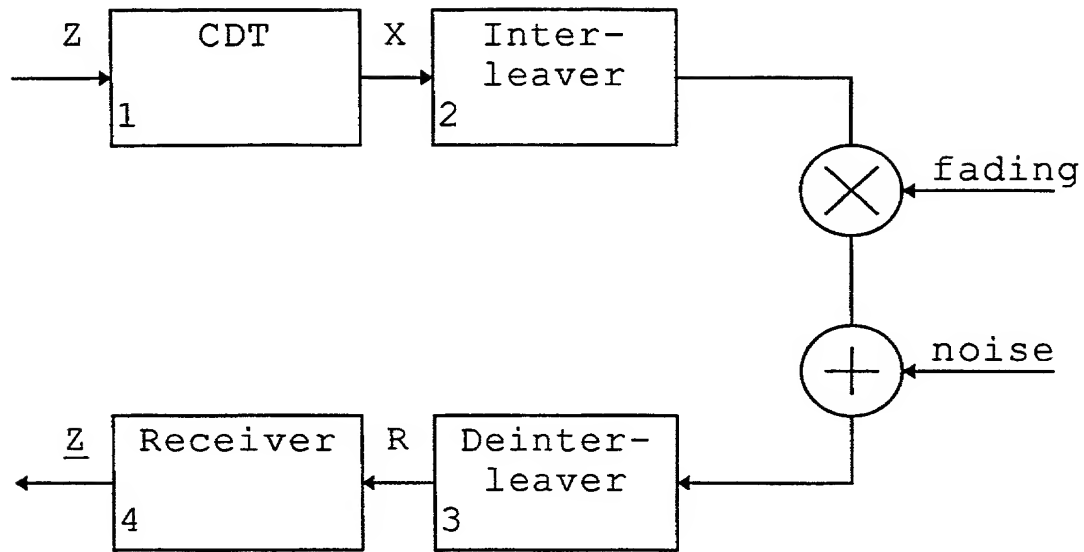 Z
CDT
1
X
Inter-
leaver
2
fading
noise
Z
Receiver
4
R
Deinter-
leaver
3